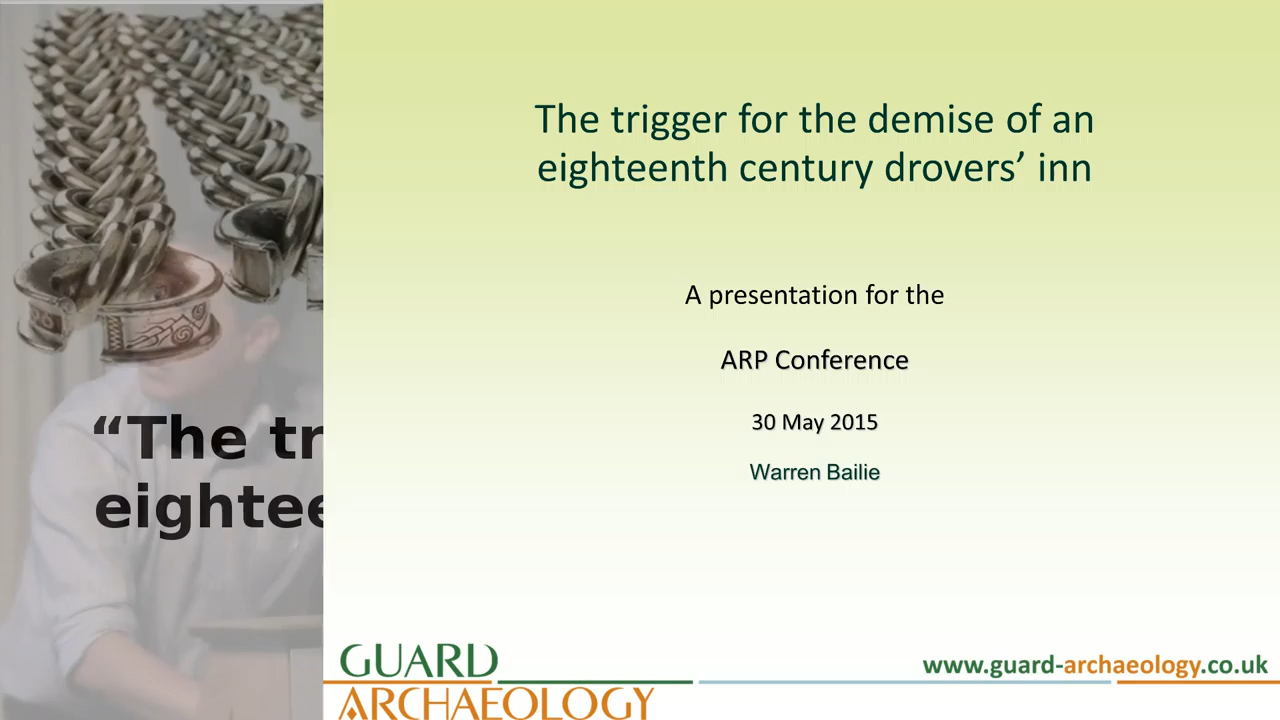 The trigger for the demise of an
eighteenth century drovers’ inn
A presentation for the
ARP Conference
30 May 2015
Warren Bailie
“The tr
eightee
GUARD
ARCHAEOLOGY
www.guard-archaeology.co.uk